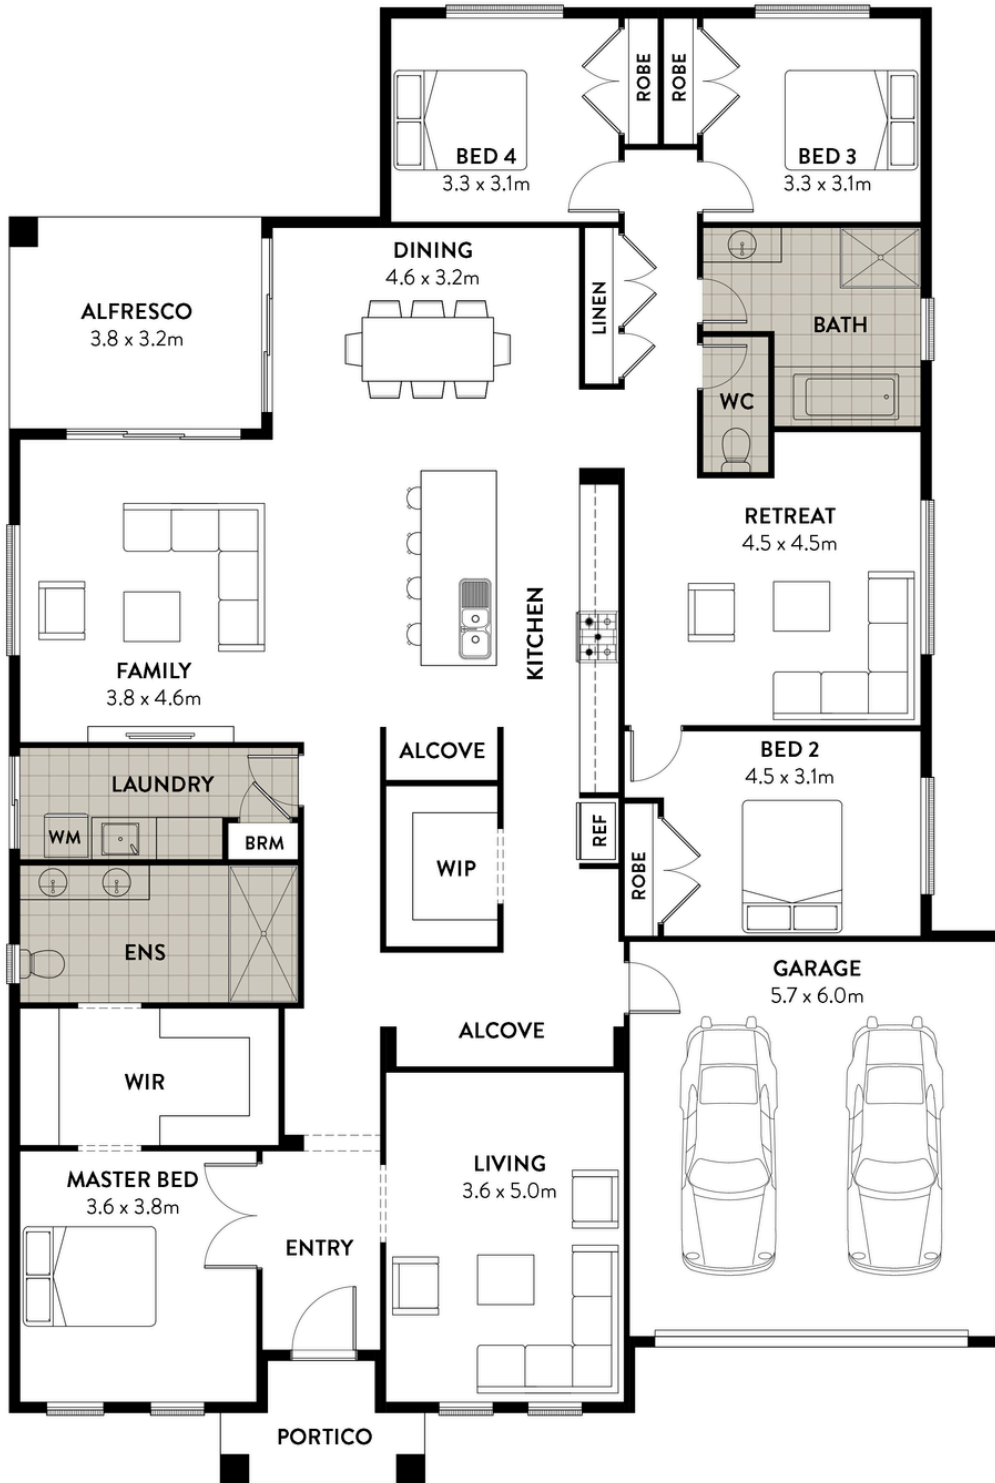 ROBE
ROBE
BED 4
3.3 x 3.1m
BED 3
3.3 x 3.1m
DINING
4.6 x 3.2m
ALFRESCO
3.8 x 3.2m
LINEN
BATH
WC
RETREAT
4.5 x 4.5m
KITCHEN
FAMILY
3.8 x 4.6m
ALCOVE
BED 2
4.5 x 3.1m
LAUNDRY
WM
BRM
REF
WIP
ROBE
ENS
GARAGE
5.7 x 6.0m
ALCOVE
WIR
MASTER BED
3.6 x 3.8m
LIVING
3.6 x 5.0m
ENTRY
PORTICO